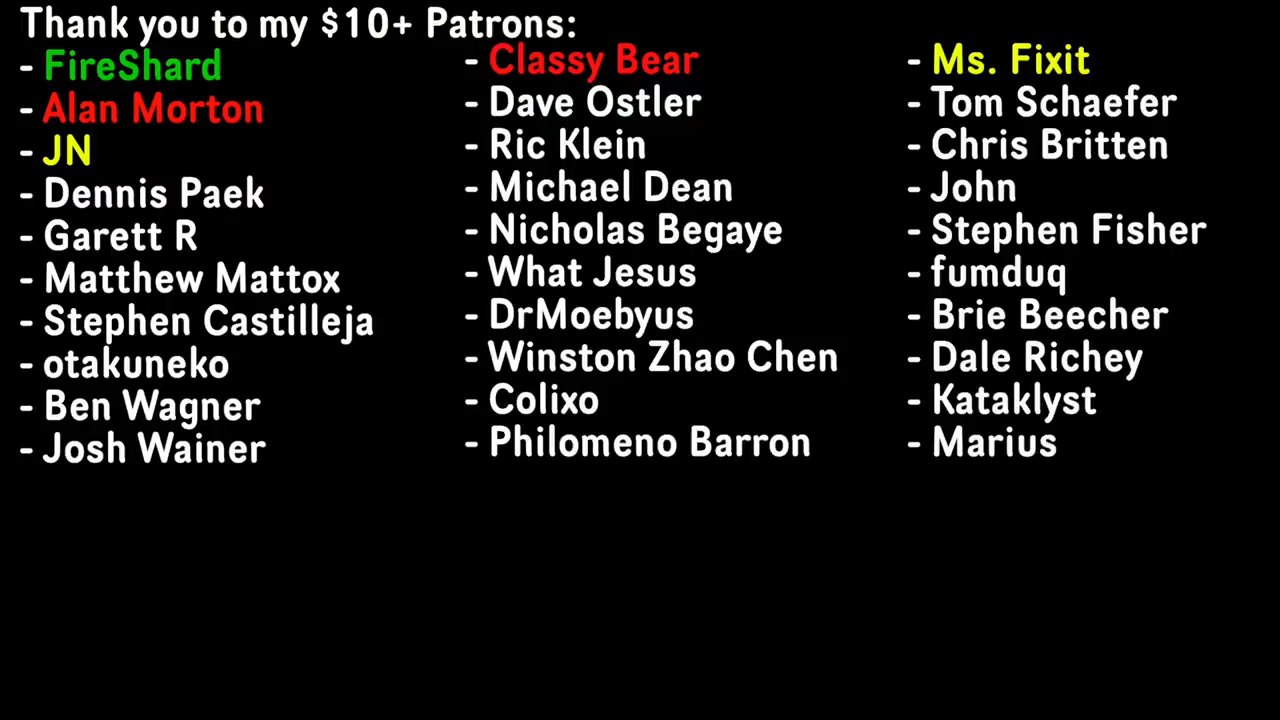 Thank you to my $10+ Patrons:
- FireShard
- Alan Morton
- JN
- Dennis Paek
- Garett R
- Matthew Mattox
- Stephen Castilleja
- otakuneko
- Ben Wagner
- Josh Wainer
- Classy Bear
- Dave Ostler
- Ric Klein
- Michael Dean
- Nicholas Begaye
- What Jesus
- DrMoebyus
- Winston Zhao Chen
- Colixo
- Philomeno Barron
- Ms. Fixit
- Tom Schaefer
- Chris Britten
- John
- Stephen Fisher
- fumduq
- Brie Beecher
- Dale Richey
- Kataklyst
- Marius